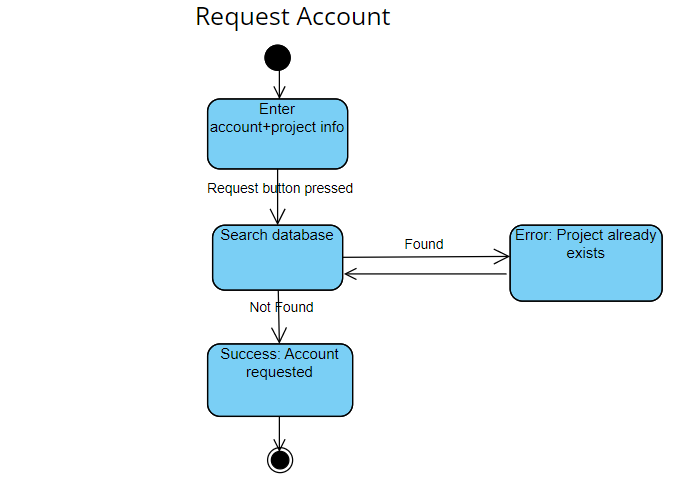 Request Account
Enter
account+project info
Request button pressed
Search database
Found
Error: Project already
exists
Not Found
Success: Account
requested